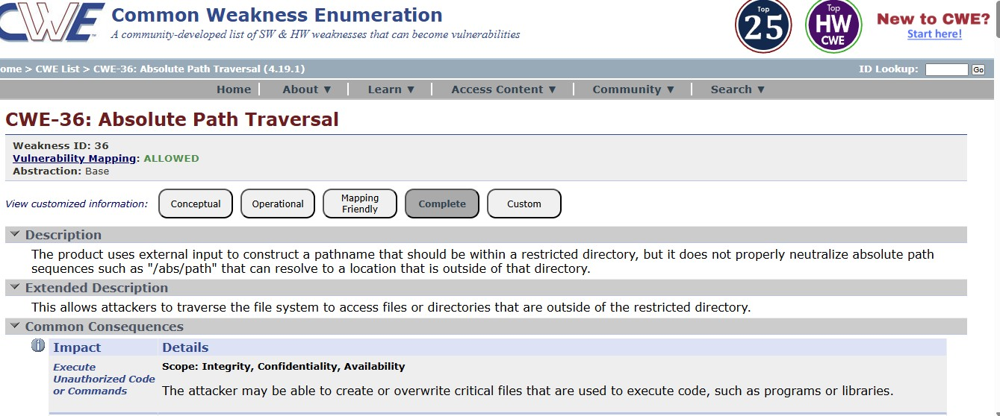 CWE
Common Weakness Enumeration
A community-developed list of SW & HW weaknesses that can become vulnerabilities
Top
25
Top
HW
CWE
New to CWE?
Start here!
ome > CWE List > CWE-36: Absolute Path Traversal (4.19.1)
ID Lookup:
Go
Home
About ▼
Learn ▼
Access Content ▼
Community ▼
Search ▼
CWE-36: Absolute Path Traversal
Weakness ID: 36
Vulnerability Mapping: ALLOWED
Abstraction: Base
View customized information:
Conceptual
Operational
Mapping
Friendly
Complete
Custom
Description
The product uses external input to construct a pathname that should be within a restricted directory, but it does not properly neutralize absolute path
sequences such as "/abs/path" that can resolve to a location that is outside of that directory.
Extended Description
This allows attackers to traverse the file system to access files or directories that are outside of the restricted directory.
Common Consequences
Impact
Details
Execute
Unauthorized Code
or Commands
Scope: Integrity, Confidentiality, Availability
The attacker may be able to create or overwrite critical files that are used to execute code, such as programs or libraries.